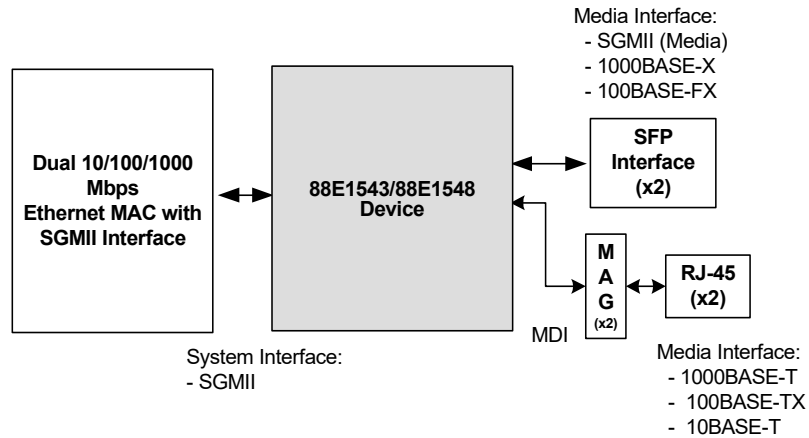 Media Interface:
- SGMII (Media)
- 1000BASE-X
- 100BASE-FX
Dual 10/100/1000
Mbps
Ethernet MAC with
SGMII Interface
88E1543/88E1548
Device
SFP
Interface
(x2)
M
A
G
(x2)
RJ-45
(x2)
MDI
System Interface:
- SGMII
Media Interface:
- 1000BASE-T
- 100BASE-TX
- 10BASE-T